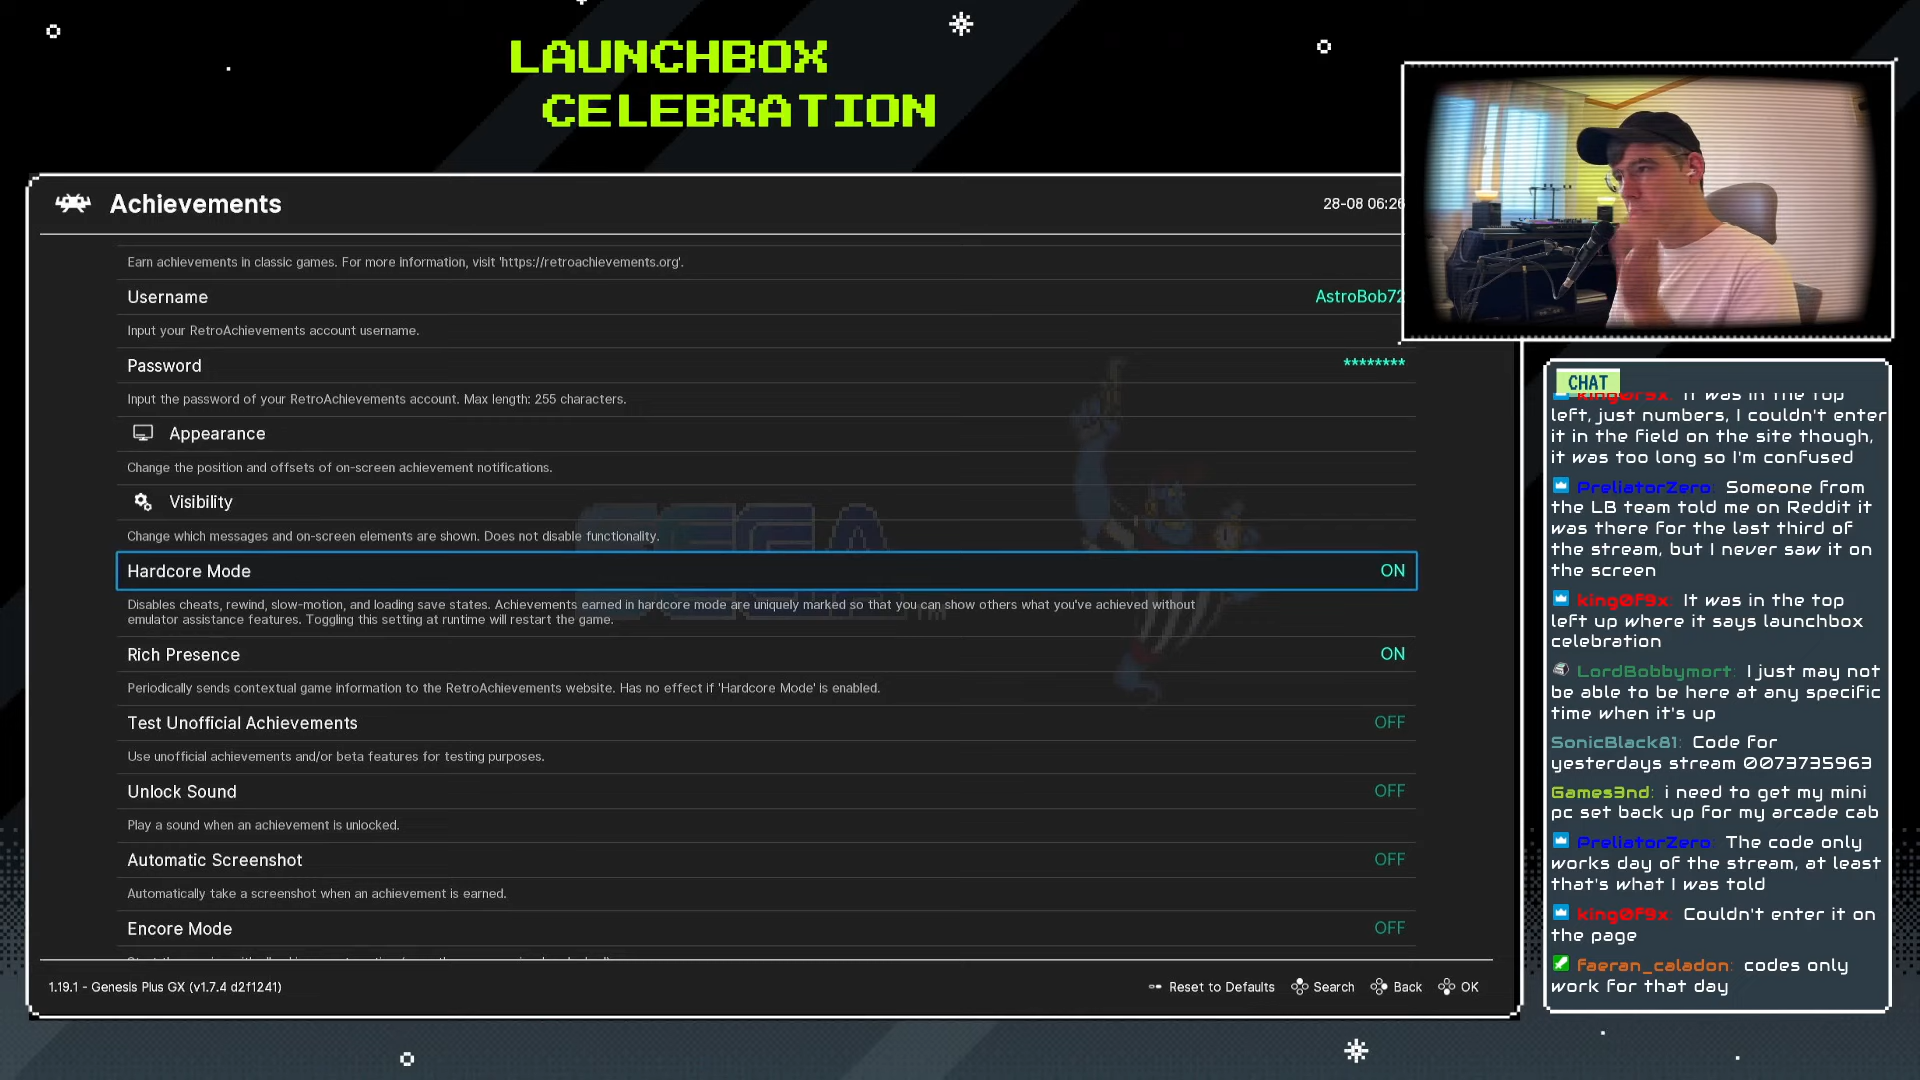 LAUNCHBOX
CELEBRATION
Achievements
28-08 06:26
Earn achievements in classic games. For more information, visit 'https://retroachievements.org'.
Username
AstroBob72
Input your RetroAchievements account username.
Password
********
Input the password of your RetroAchievements account. Max length: 255 characters.
Appearance
Change the position and offsets of on-screen achievement notifications.
Visibility
Change which messages and on-screen elements are shown. Does not disable functionality.
SEGA
TM
Hardcore Mode
ON
Disables cheats, rewind, slow-motion, and loading save states. Achievements earned in hardcore mode are uniquely marked so that you can show others what you've achieved without
emulator assistance features. Toggling this setting at runtime will restart the game.
Rich Presence
ON
Periodically sends contextual game information to the RetroAchievements website. Has no effect if 'Hardcore Mode' is enabled.
Test Unofficial Achievements
OFF
Use unofficial achievements and/or beta features for testing purposes.
Unlock Sound
OFF
Play a sound when an achievement is unlocked.
Automatic Screenshot
OFF
Automatically take a screenshot when an achievement is earned.
Encore Mode
OFF
1.19.1 - Genesis Plus GX (v1.7.4 d2f1241)
Reset to Defaults
Search
Back
OK
CHAT
king0f9x: It was in the top
left, just numbers, I couldn't enter
it in the field on the site though,
it was too long so I'm confused
PreliatorZero: Someone from
the LB team told me on Reddit it
was there for the last third of
the stream, but I never saw it on
the screen
king0f9x: It was in the top
left up where it says launchbox
celebration
LordBobbymort: I just may not
be able to be here at any specific
time when it's up
SonicBlack81: Code for
yesterdays stream 0073735963
Games3nd: i need to get my mini
pc set back up for my arcade cab
PreliatorZero: The code only
works day of the stream, at least
that's what I was told
king0f9x: Couldn't enter it on
the page
faeran_caladon: codes only
work for that day